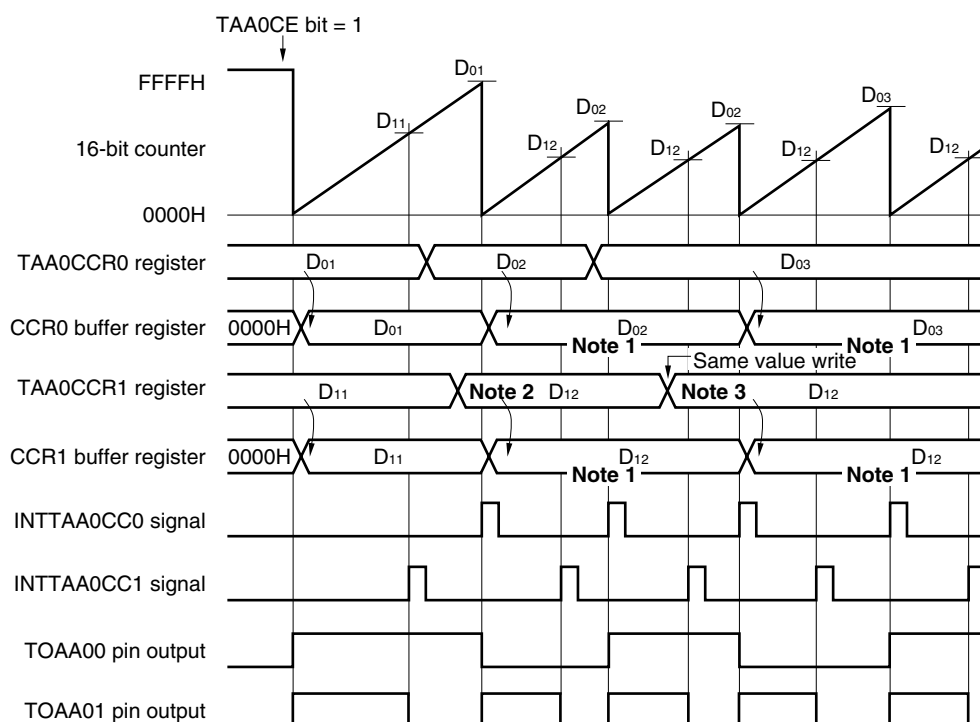 TAA0CE bit = 1
FFFFH
16-bit counter
0000H
D01
D11
D02
D12
D02
D12
D03
D12
D12
TAA0CCR0 register
D01
D02
D03
CCR0 buffer register
0000H
D01
D02
D03
Note 1
Note 1
Same value write
TAA0CCR1 register
D11
Note 2
D12
Note 3
D12
CCR1 buffer register
0000H
D11
D12
D12
Note 1
Note 1
INTTAA0CC0 signal
INTTAA0CC1 signal
TOAA00 pin output
TOAA01 pin output